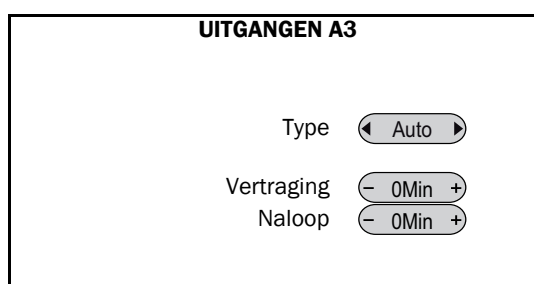 UITGANGEN A3
Type Auto
Vertraging - 0Min +
Naloop - 0Min +